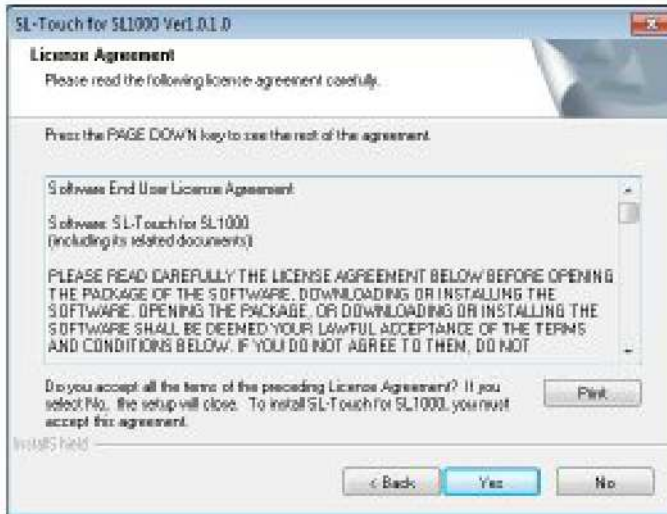 SL-Touch for SL1000 Ver1.0.1.0
License Agreement
Please read the following license agreement carefully.
Press the PAGE DOWN key to see the rest of the agreement.
Software End User License Agreement
Software: SL-Touch for SL1000
(including its related documents)
PLEASE READ CAREFULLY THE LICENSE AGREEMENT BELOW BEFORE OPENING
THE PACKAGE OF THE SOFTWARE, DOWNLOADING OR INSTALLING THE
SOFTWARE. OPENING THE PACKAGE, OR DOWNLOADING OR INSTALLING THE
SOFTWARE SHALL BE DEEMED YOUR LAWFUL ACCEPTANCE OF THE TERMS
AND CONDITIONS BELOW. IF YOU DO NOT AGREE TO THEM, DO NOT
Do you accept all the terms of the preceding License Agreement? If you
select No, the setup will close. To install SL-Touch for SL1000, you must
accept this agreement.
Print
InstallShield
< Back
Yes
No